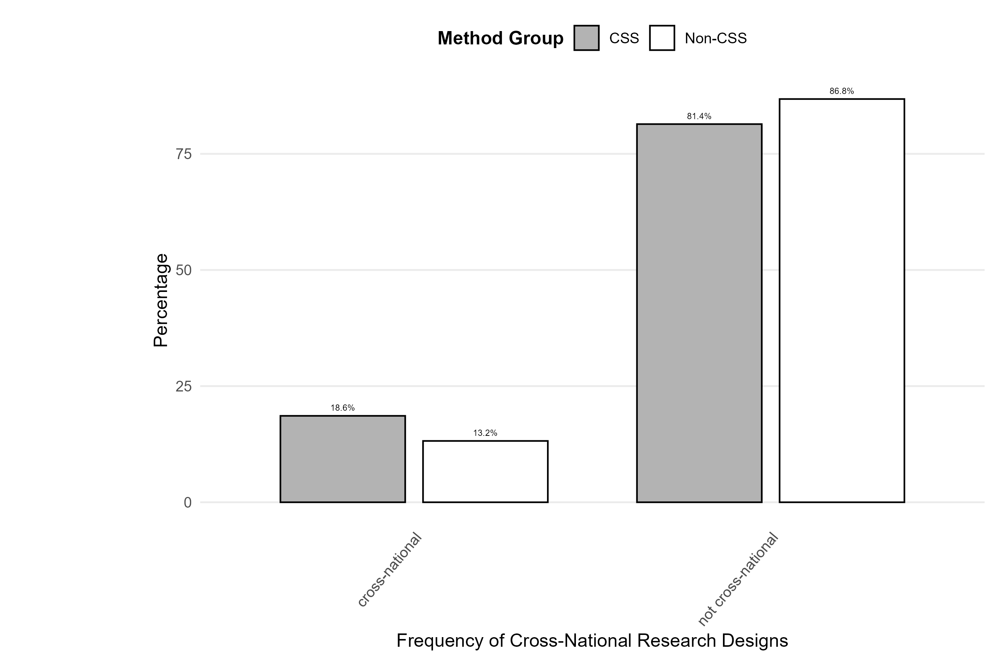 Method Group CSS Non-CSS
86.8%
81.4%
75
Percentage
50
25
18.6%
13.2%
0
cross-national
not cross-national
Frequency of Cross-National Research Designs